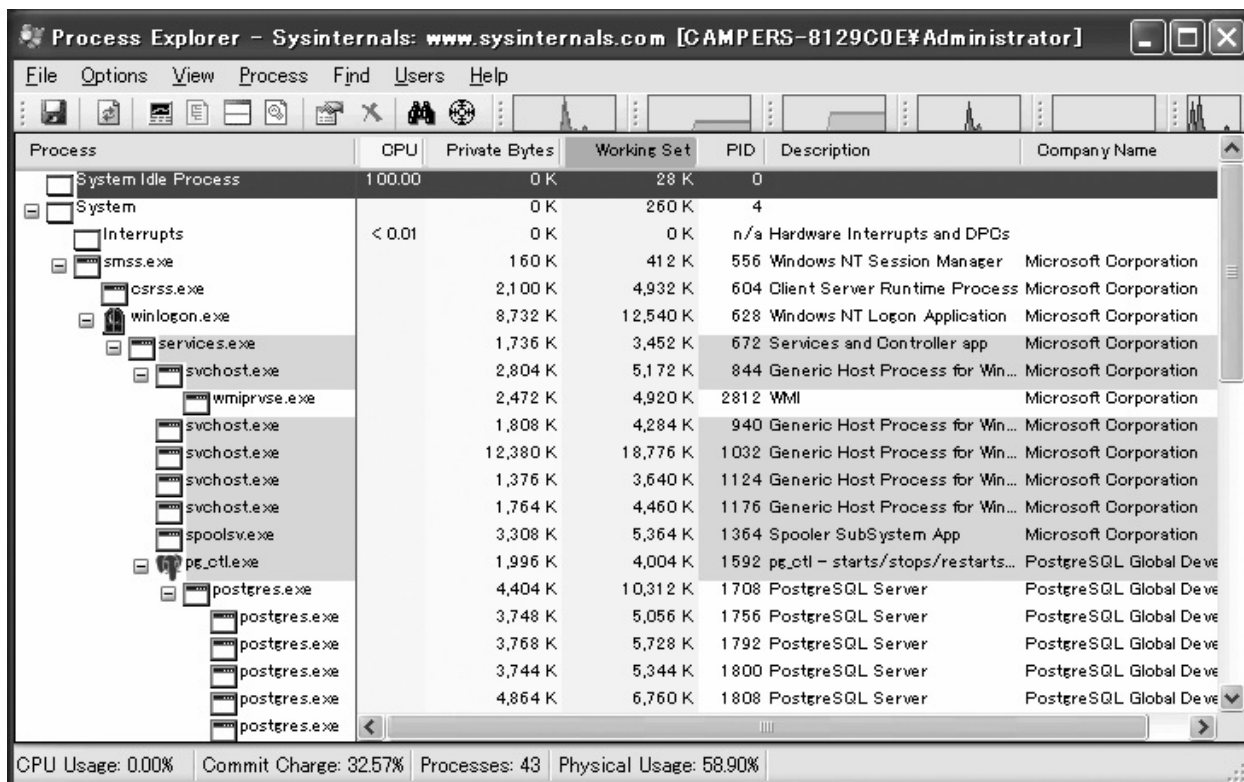 Process Explorer - Sysinternals: www.sysinternals.com [CAMPERS-8129C0E¥Administrator]
File Options View Process Find Users Help
Process CPU Private Bytes Working Set PID Description Company Name
System Idle Process 100.00 0 K 28 K 0
System 0 K 260 K 4
Interrupts < 0.01 0 K 0 K n/a Hardware Interrupts and DPCs
smss.exe 160 K 412 K 556 Windows NT Session Manager Microsoft Corporation
csrss.exe 2,100 K 4,932 K 604 Client Server Runtime Process Microsoft Corporation
winlogon.exe 8,732 K 12,540 K 628 Windows NT Logon Application Microsoft Corporation
services.exe 1,736 K 3,452 K 672 Services and Controller app Microsoft Corporation
svchost.exe 2,804 K 5,172 K 844 Generic Host Process for Win... Microsoft Corporation
wmiprvse.exe 2,472 K 4,920 K 2812 WMI Microsoft Corporation
svchost.exe 1,808 K 4,284 K 940 Generic Host Process for Win... Microsoft Corporation
svchost.exe 12,380 K 18,776 K 1032 Generic Host Process for Win... Microsoft Corporation
svchost.exe 1,376 K 3,640 K 1124 Generic Host Process for Win... Microsoft Corporation
svchost.exe 1,764 K 4,460 K 1176 Generic Host Process for Win... Microsoft Corporation
spoolsv.exe 3,308 K 5,364 K 1364 Spooler SubSystem App Microsoft Corporation
pg_ctl.exe 1,996 K 4,004 K 1592 pg_ctl - starts/stops/restarts... PostgreSQL Global Deve
postgres.exe 4,404 K 10,312 K 1708 PostgreSQL Server PostgreSQL Global Deve
postgres.exe 3,748 K 5,056 K 1756 PostgreSQL Server PostgreSQL Global Deve
postgres.exe 3,768 K 5,728 K 1792 PostgreSQL Server PostgreSQL Global Deve
postgres.exe 3,744 K 5,344 K 1800 PostgreSQL Server PostgreSQL Global Deve
postgres.exe 4,864 K 6,760 K 1808 PostgreSQL Server PostgreSQL Global Deve
postgres.exe
CPU Usage: 0.00% Commit Charge: 32.57% Processes: 43 Physical Usage: 58.90%